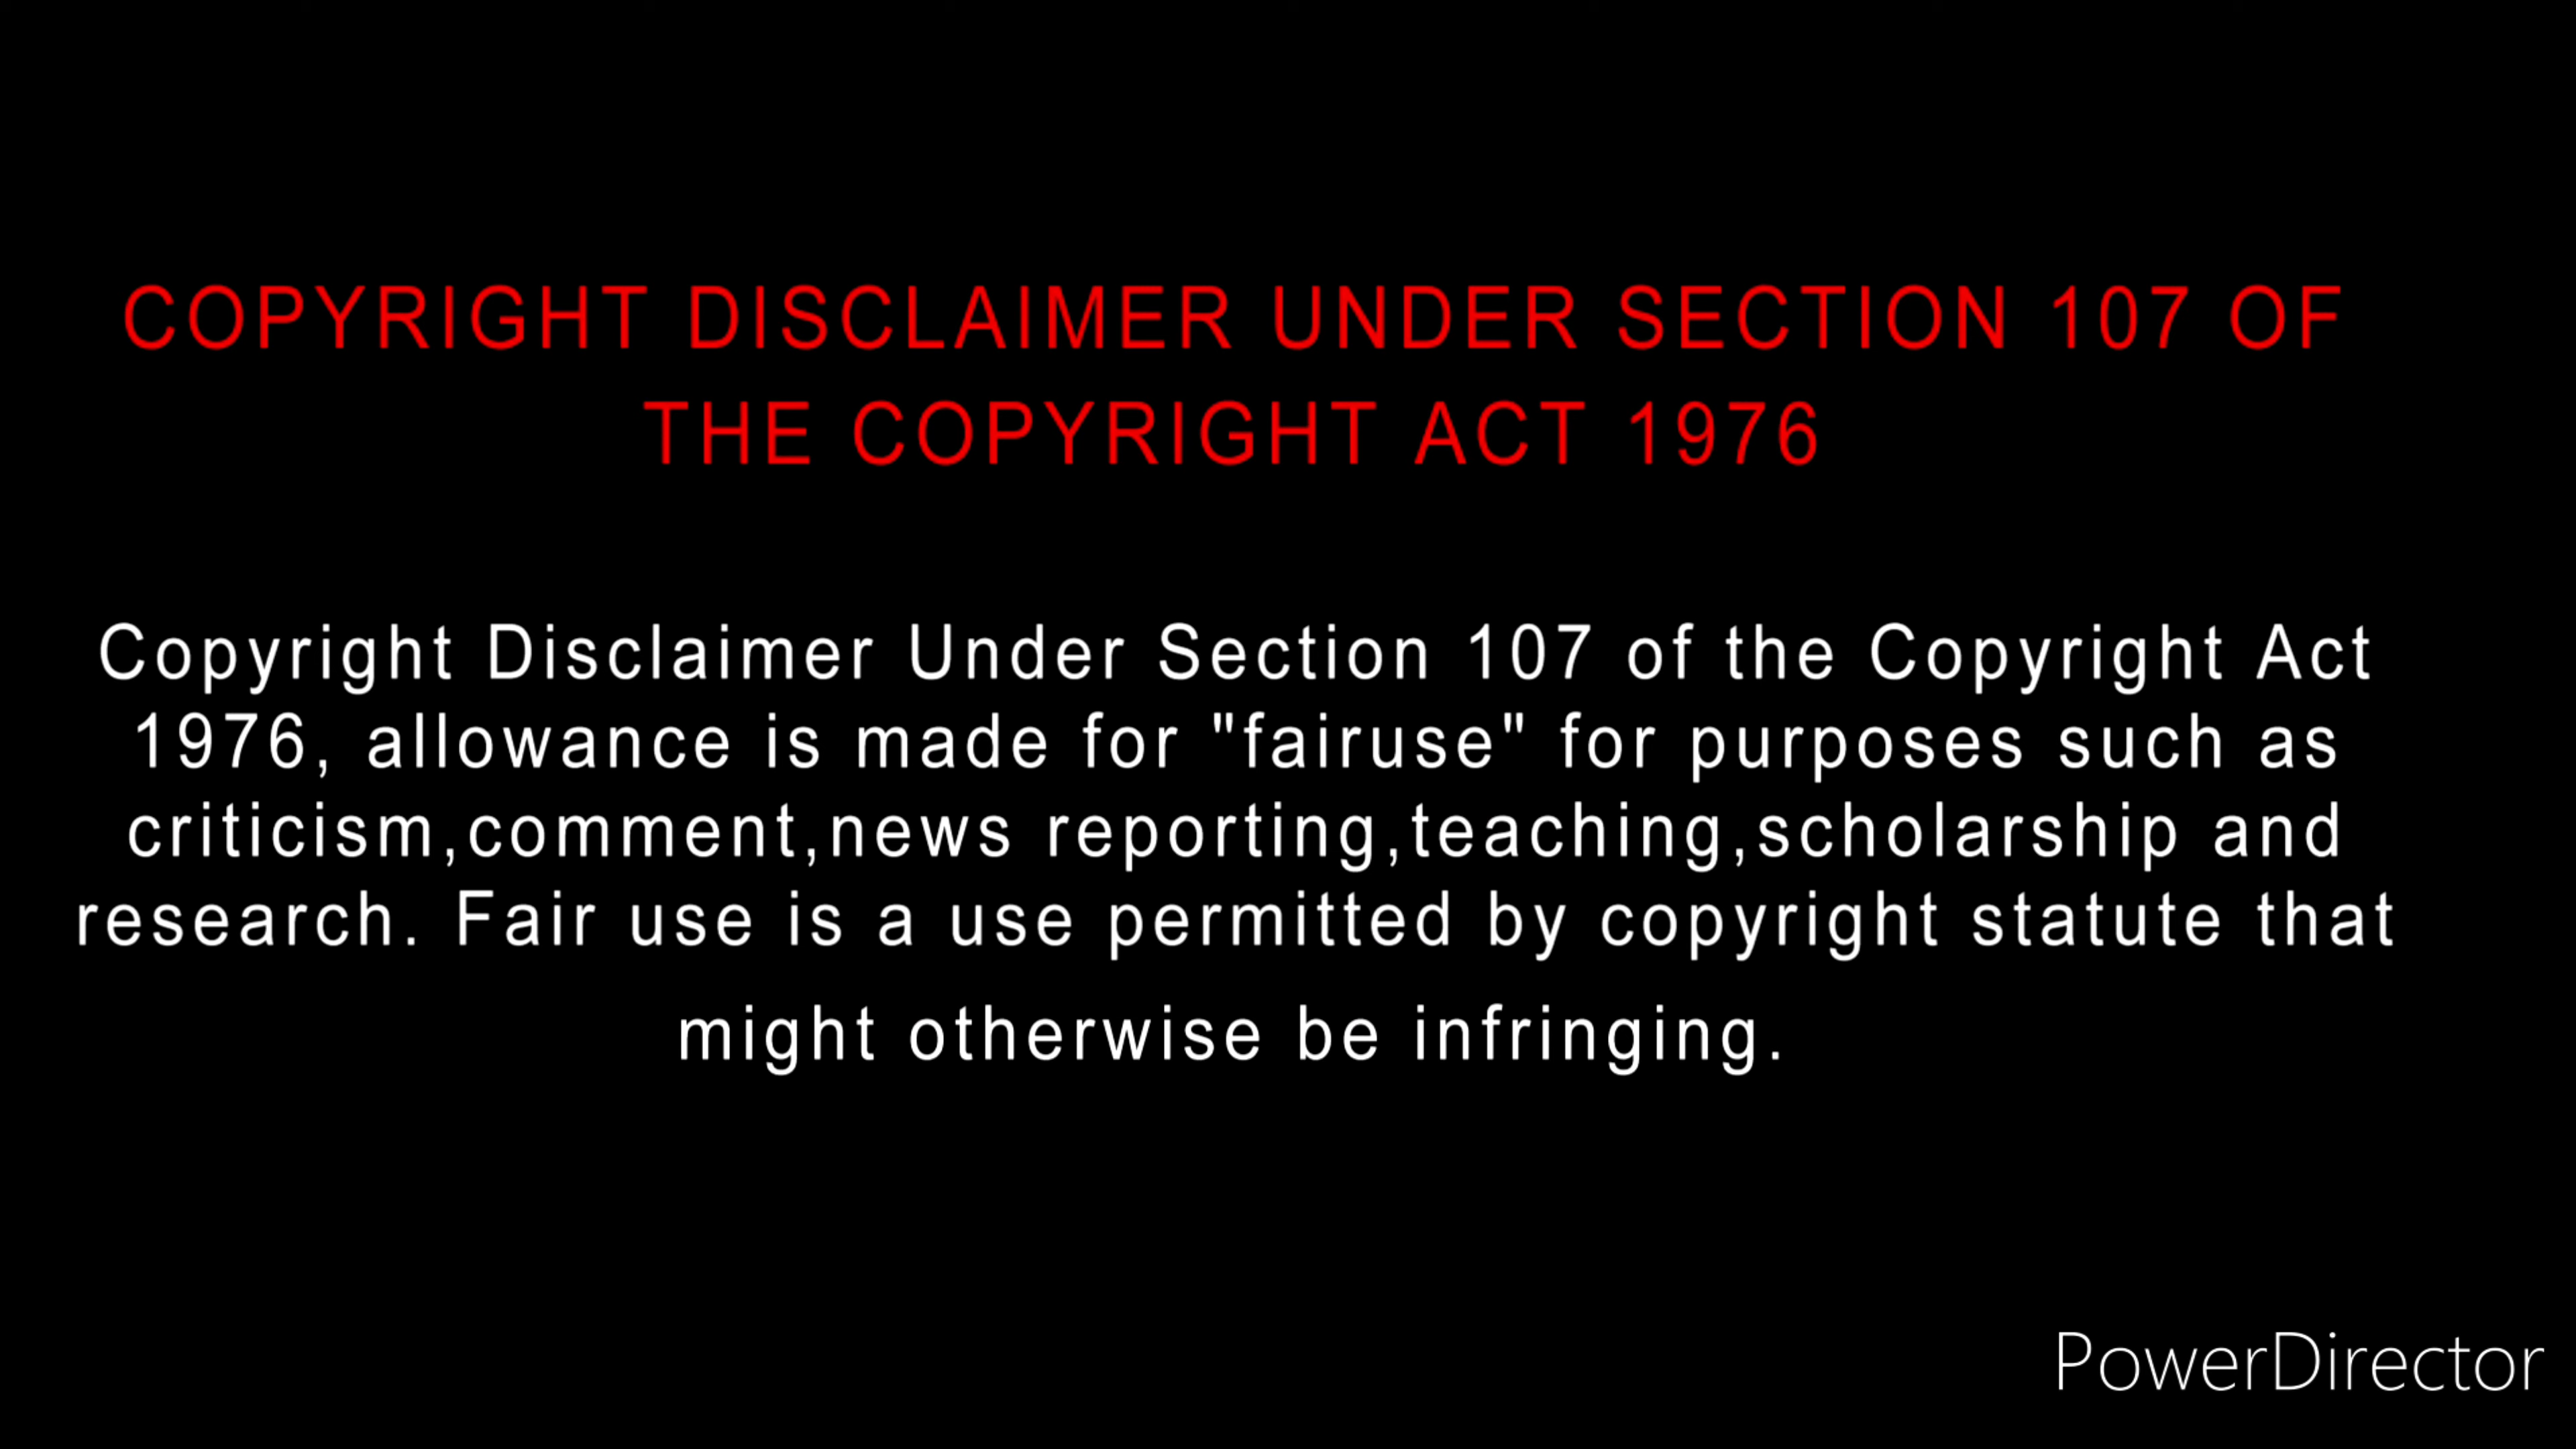 COPYRIGHT DISCLAIMER UNDER SECTION 107 OF
THE COPYRIGHT ACT 1976
Copyright Disclaimer Under Section 107 of the Copyright Act
1976, allowance is made for "fairuse" for purposes such as
criticism,comment,news reporting,teaching,scholarship and
research. Fair use is a use permitted by copyright statute that
might otherwise be infringing.
PowerDirector